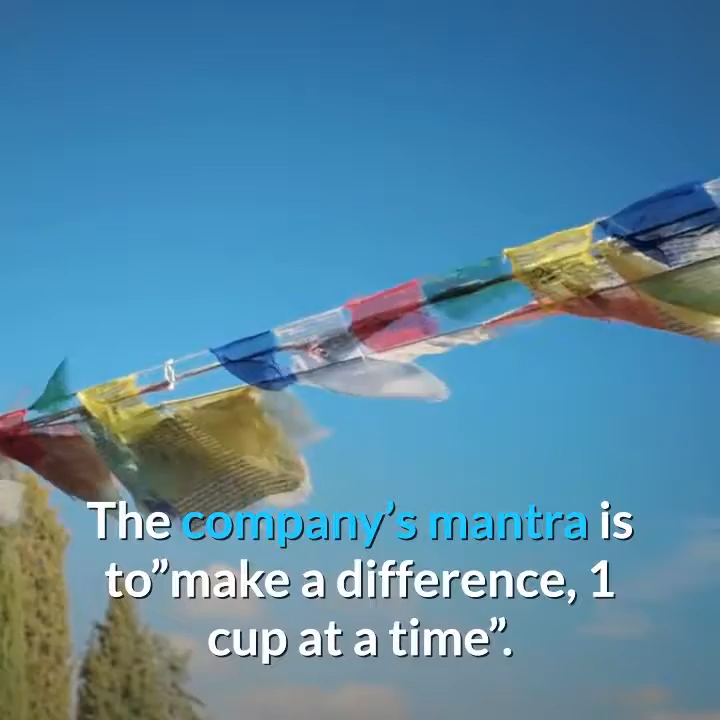 The company’s mantra is
to”make a difference, 1
cup at a time”.